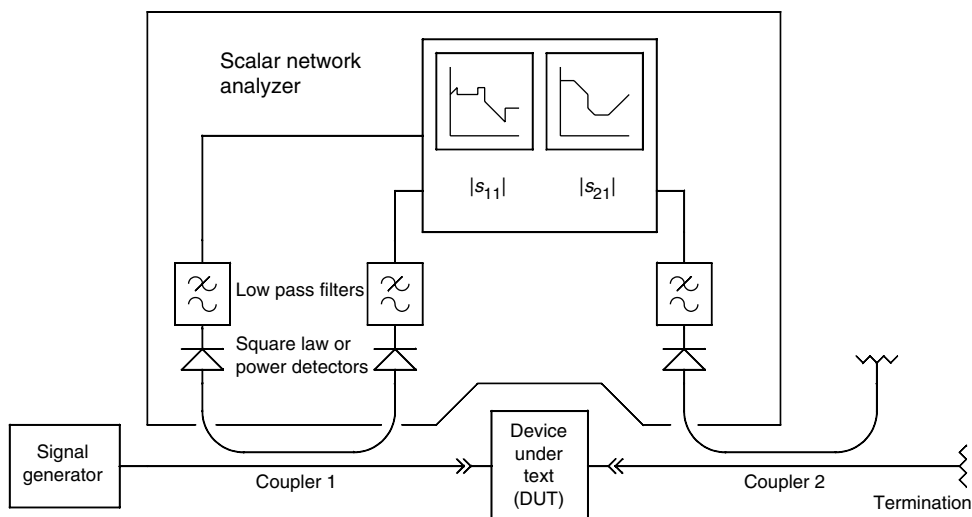 Scalar network
analyzer
|s11|
|s21|
Low pass filters
Square law or
power detectors
Signal
generator
Coupler 1
Device
under
text
(DUT)
Coupler 2
Termination